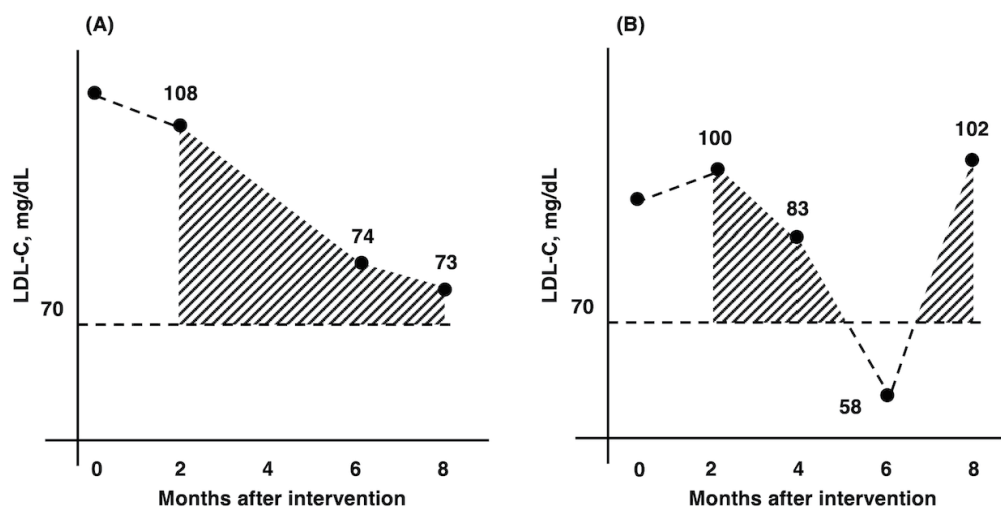 (A)
108
74
73
70
LDL-C, mg/dL
0 2 4 6 8
Months after intervention
(B)
100
83
102
58
70
LDL-C, mg/dL
0 2 4 6 8
Months after intervention